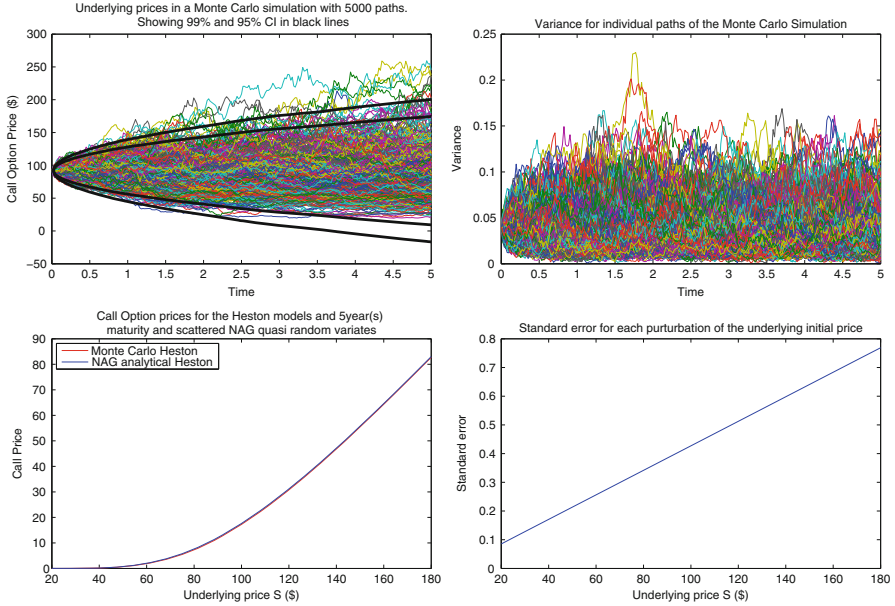 Underlying prices in a Monte Carlo simulation with 5000 paths.
Showing 99% and 95% CI in black lines
300
250
200
150
100
50
0
−50
Call Option Price ($)
0 0.5 1 1.5 2 2.5 3 3.5 4 4.5 5
Time
Variance for individual paths of the Monte Carlo Simulation
0.25
0.2
0.15
0.1
0.05
0
Variance
0 0.5 1 1.5 2 2.5 3 3.5 4 4.5 5
Time
Call Option prices for the Heston models and 5year(s)
maturity and scattered NAG quasi random variates
90
80
70
60
50
40
30
20
10
0
Call Price
Monte Carlo Heston
NAG analytical Heston
20 40 60 80 100 120 140 160 180
Underlying price S ($)
Standard error for each purturbation of the underlying initial price
0.8
0.7
0.6
0.5
0.4
0.3
0.2
0.1
0
Standard error
20 40 60 80 100 120 140 160 180
Underlying price S ($)